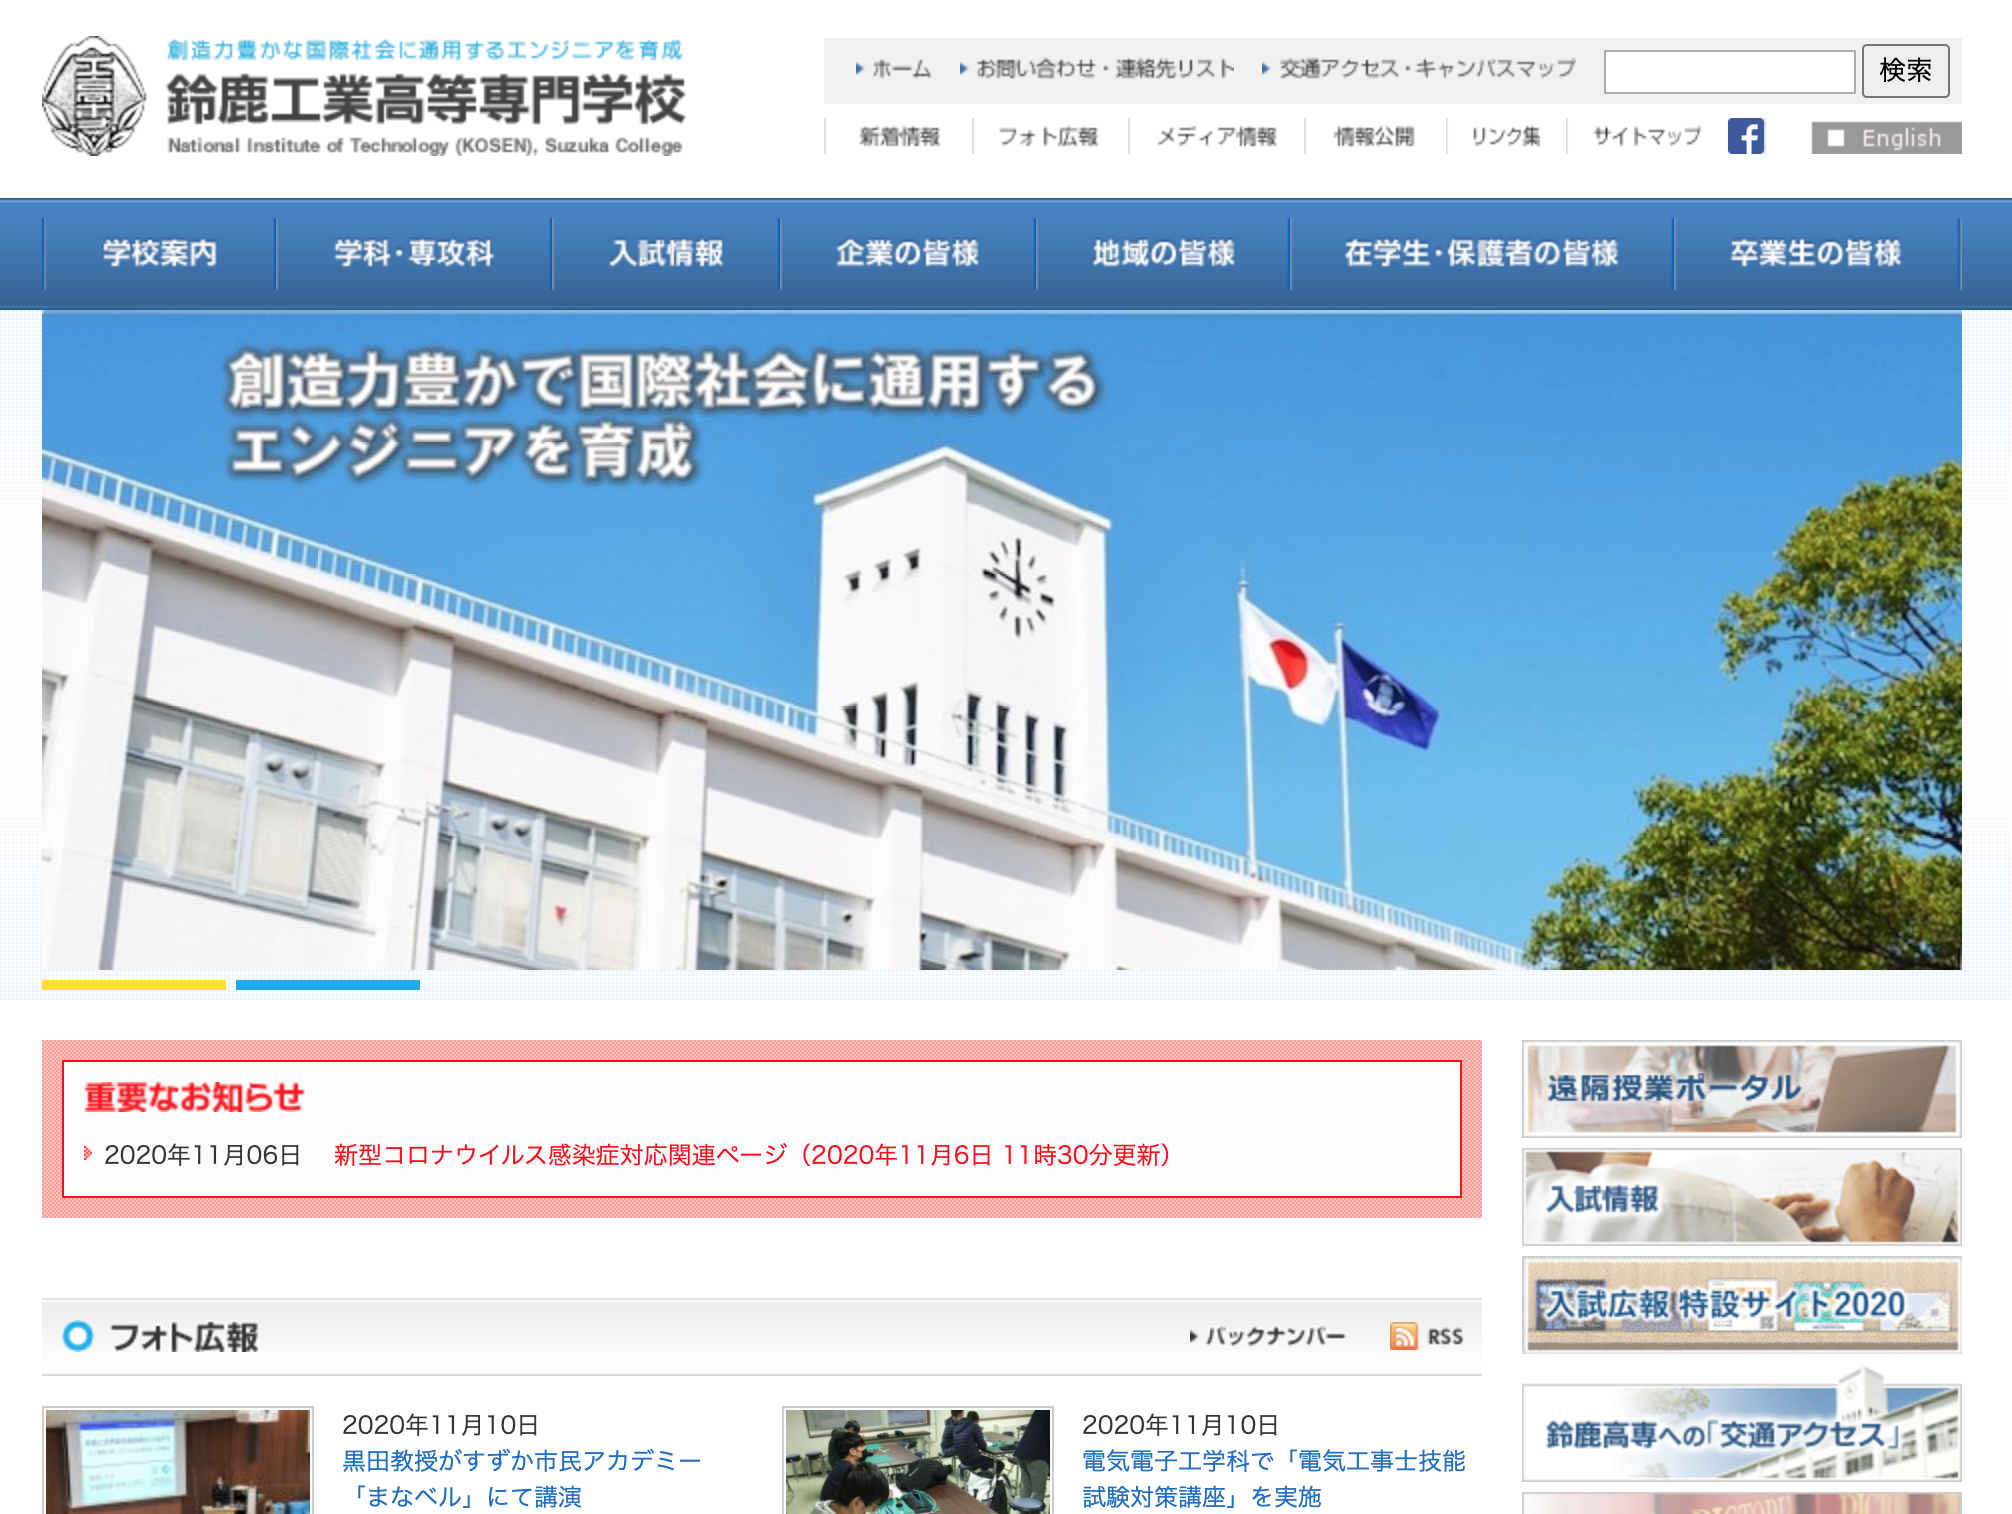 創造力豊かな国際社会に通用するエンジニアを育成
鈴鹿工業高等専門学校
National Institute of Technology (KOSEN), Suzuka College
ホーム
お問い合わせ・連絡先リスト
交通アクセス・キャンパスマップ
検索
新着情報
フォト広報
メディア情報
情報公開
リンク集
サイトマップ
English
学校案内
学科・専攻科
入試情報
企業の皆様
地域の皆様
在学生・保護者の皆様
卒業生の皆様
創造力豊かで国際社会に通用する
エンジニアを育成
重要なお知らせ
2020年11月06日 新型コロナウイルス感染症対応関連ページ（2020年11月6日 11時30分更新）
フォト広報
バックナンバー
RSS
2020年11月10日
黒田教授がすずか市民アカデミー
「まなベル」にて講演
2020年11月10日
電気電子工学科で「電気工事士技能
試験対策講座」を実施
遠隔授業ポータル
入試情報
入試広報 特設サイト2020
鈴鹿高専への「交通アクセス」